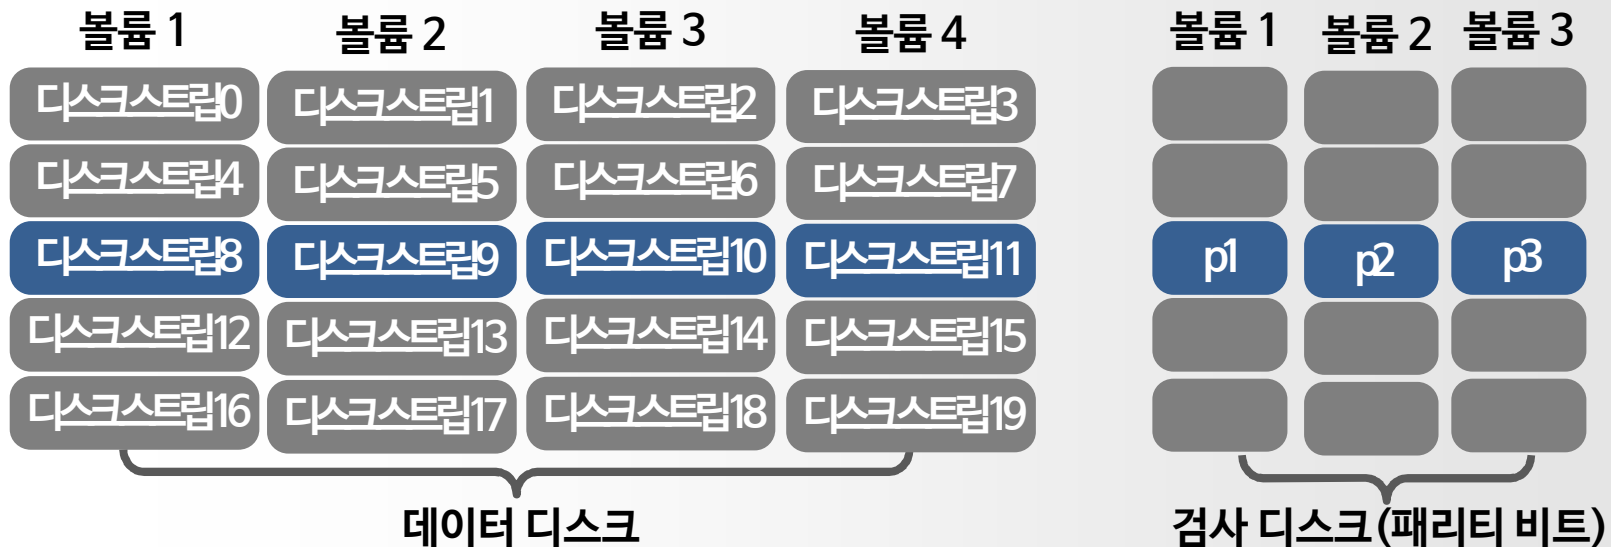 볼륨 1 볼륨 2 볼륨 3 볼륨 4 볼륨 1 볼륨 2 볼륨 3
디스크스트립0 디스크스트립1 디스크스트립2 디스크스트립3
디스크스트립4 디스크스트립5 디스크스트립6 디스크스트립7
디스크스트립8 디스크스트립9 디스크스트립10 디스크스트립11 p1 p2 p3
디스크스트립12 디스크스트립13 디스크스트립14 디스크스트립15
디스크스트립16 디스크스트립17 디스크스트립18 디스크스트립19
데이터 디스크 검사 디스크(패리티 비트)